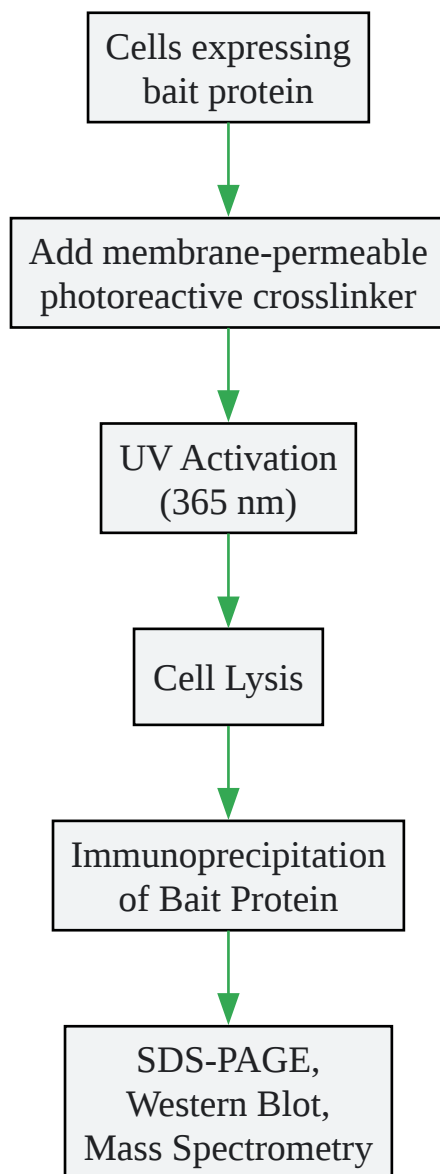 Cells expressing
bait protein
Add membrane-permeable
photoreactive crosslinker
UV Activation
(365 nm)
Cell Lysis
Immunoprecipitation
of Bait Protein
SDS-PAGE,
Western Blot,
Mass Spectrometry